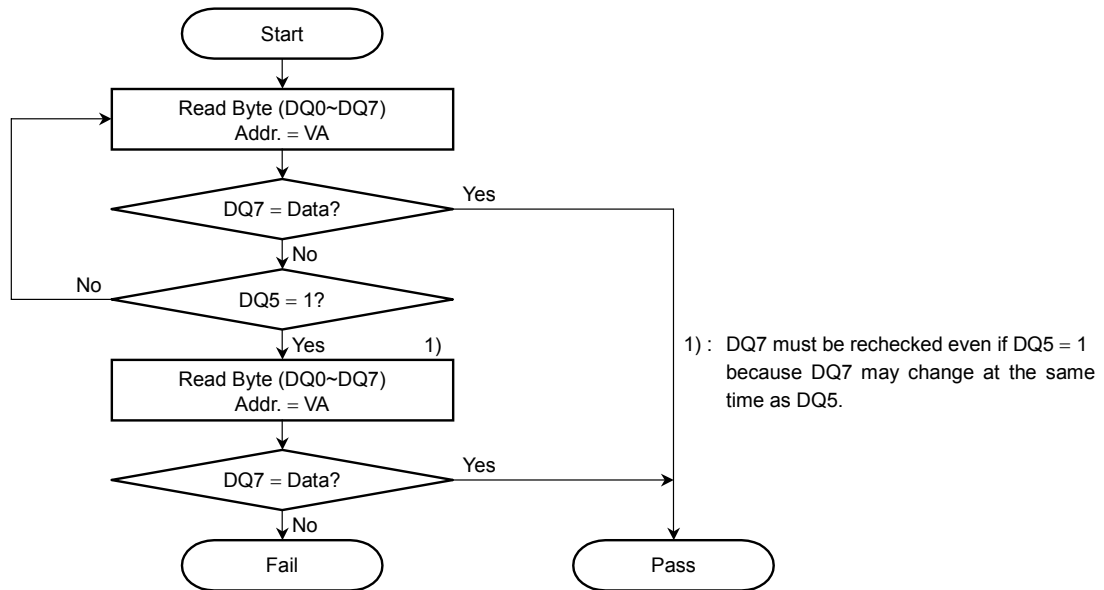 Start
Read Byte (DQ0~DQ7)
Addr. = VA
DQ7 = Data?
Yes
No
No
DQ5 = 1?
Yes
1)
Read Byte (DQ0~DQ7)
Addr. = VA
DQ7 = Data?
Yes
No
Fail
Pass
1) : DQ7 must be rechecked even if DQ5 = 1
because DQ7 may change at the same
time as DQ5.